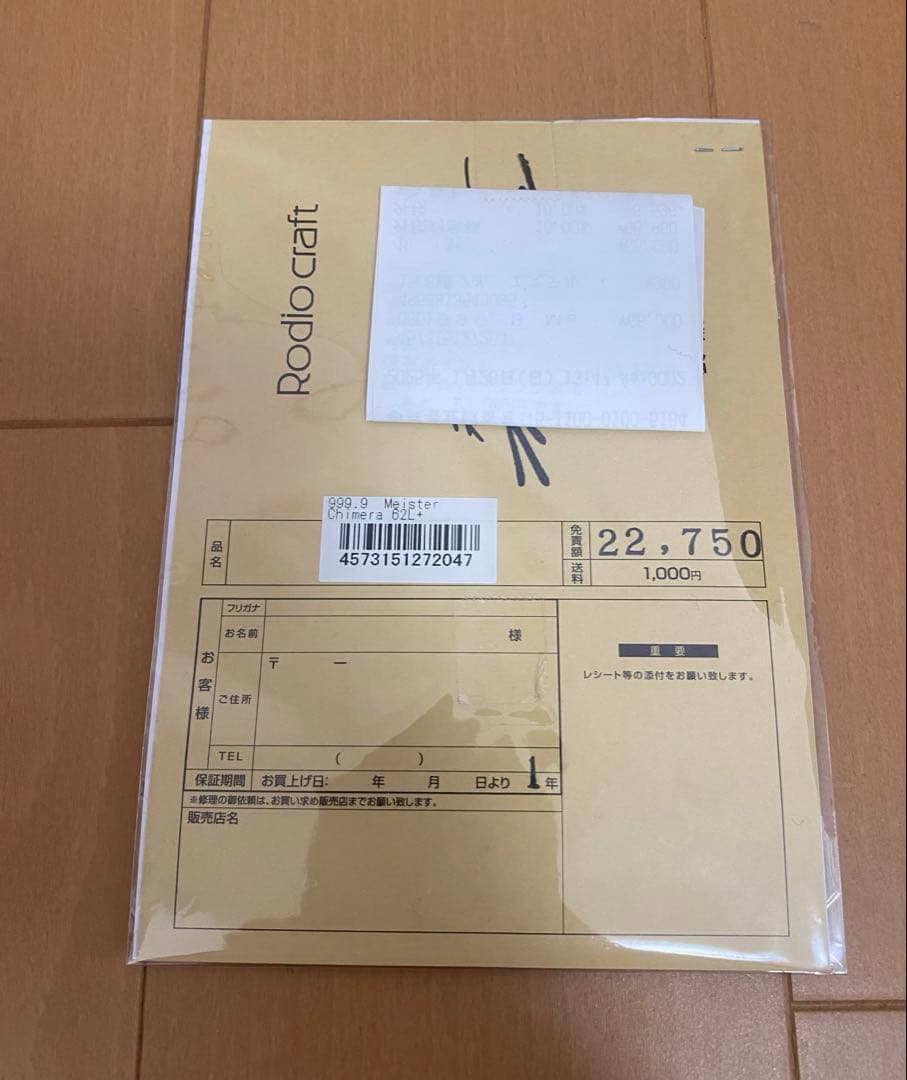 Rodio craft
999.9 Meister
Chimera 62L+
4573151272047
品名
免責額
22,750
送料
1,000円
お客様
フリガナ
お名前
様
ご住所
〒 ー
TEL
( )
保証期間
お買上げ日: 年 月 日より 1 年
※修理の御依頼は、お買い求め販売店までお願い致します。
販売店名
重要
レシート等の添付をお願い致します。